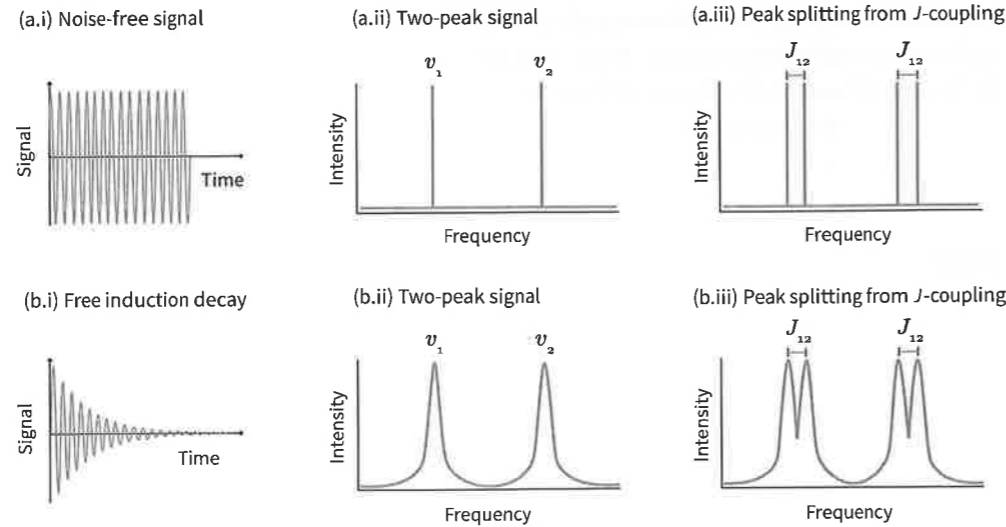 (a.i) Noise-free signal
(a.ii) Two-peak signal
(a.iii) Peak splitting from J-coupling
Signal
Time
v₁
v₂
Intensity
Frequency
J₁₂
J₁₂
Intensity
Frequency
(b.i) Free induction decay
(b.ii) Two-peak signal
(b.iii) Peak splitting from J-coupling
Signal
Time
v₁
v₂
Intensity
Frequency
J₁₂
J₁₂
Intensity
Frequency